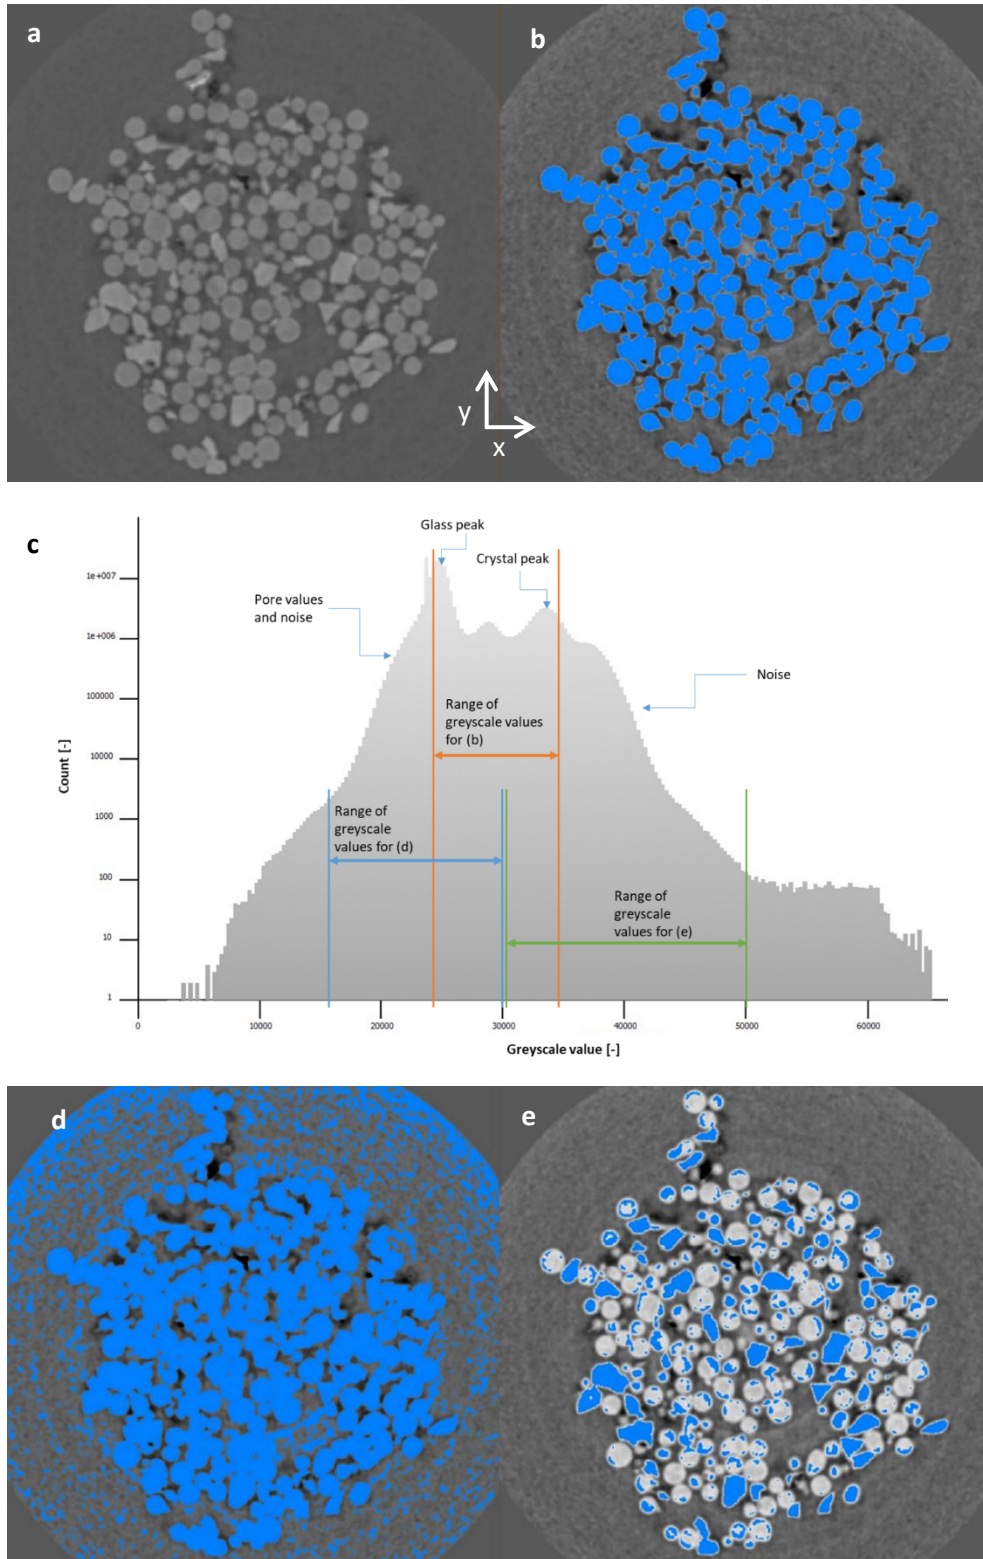 a
b
y
x
c
Glass peak
Crystal peak
Pore values
and noise
Noise
Range of
greyscale values
for (b)
Range of
greyscale
values for (d)
Range of
greyscale
values for (e)
1e+007
1e+006
100000
10000
1000
100
10
1
Count [-]
0
10000
20000
30000
40000
50000
60000
Greyscale value [-]
d
e